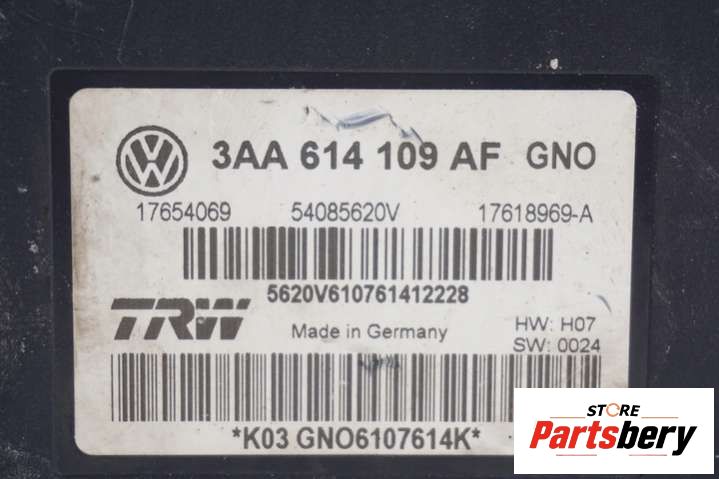 3AA 614 109 AF GNO
17654069 54085620V 17618969-A
5620V610761412228
TRW Made in Germany HW: H07
SW: 0024
*K03 GNO6107614K*
STORE
Partsbery